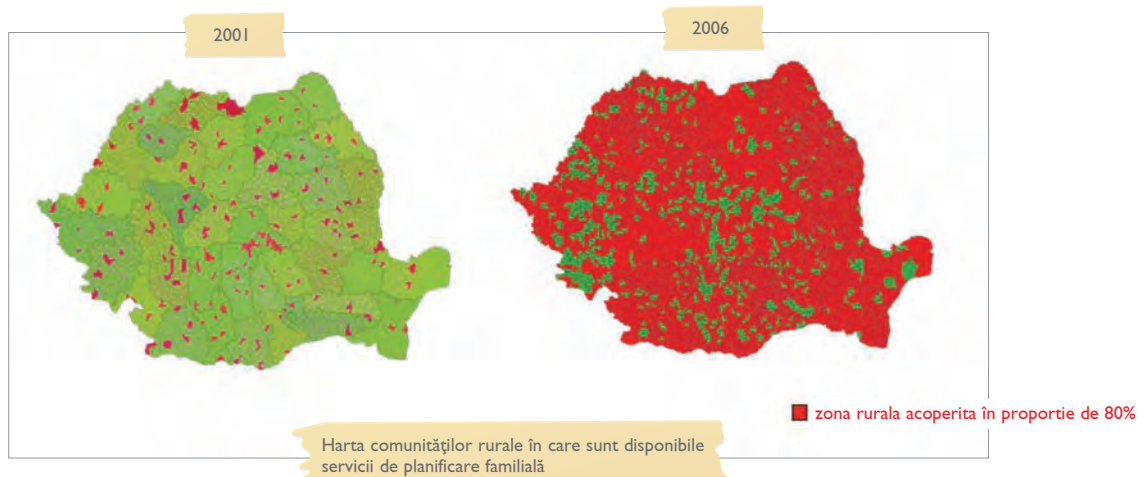 2001
2006
zona rurala acoperita în proportie de 80%
Harta comunităţilor rurale în care sunt disponibile
servicii de planificare familială